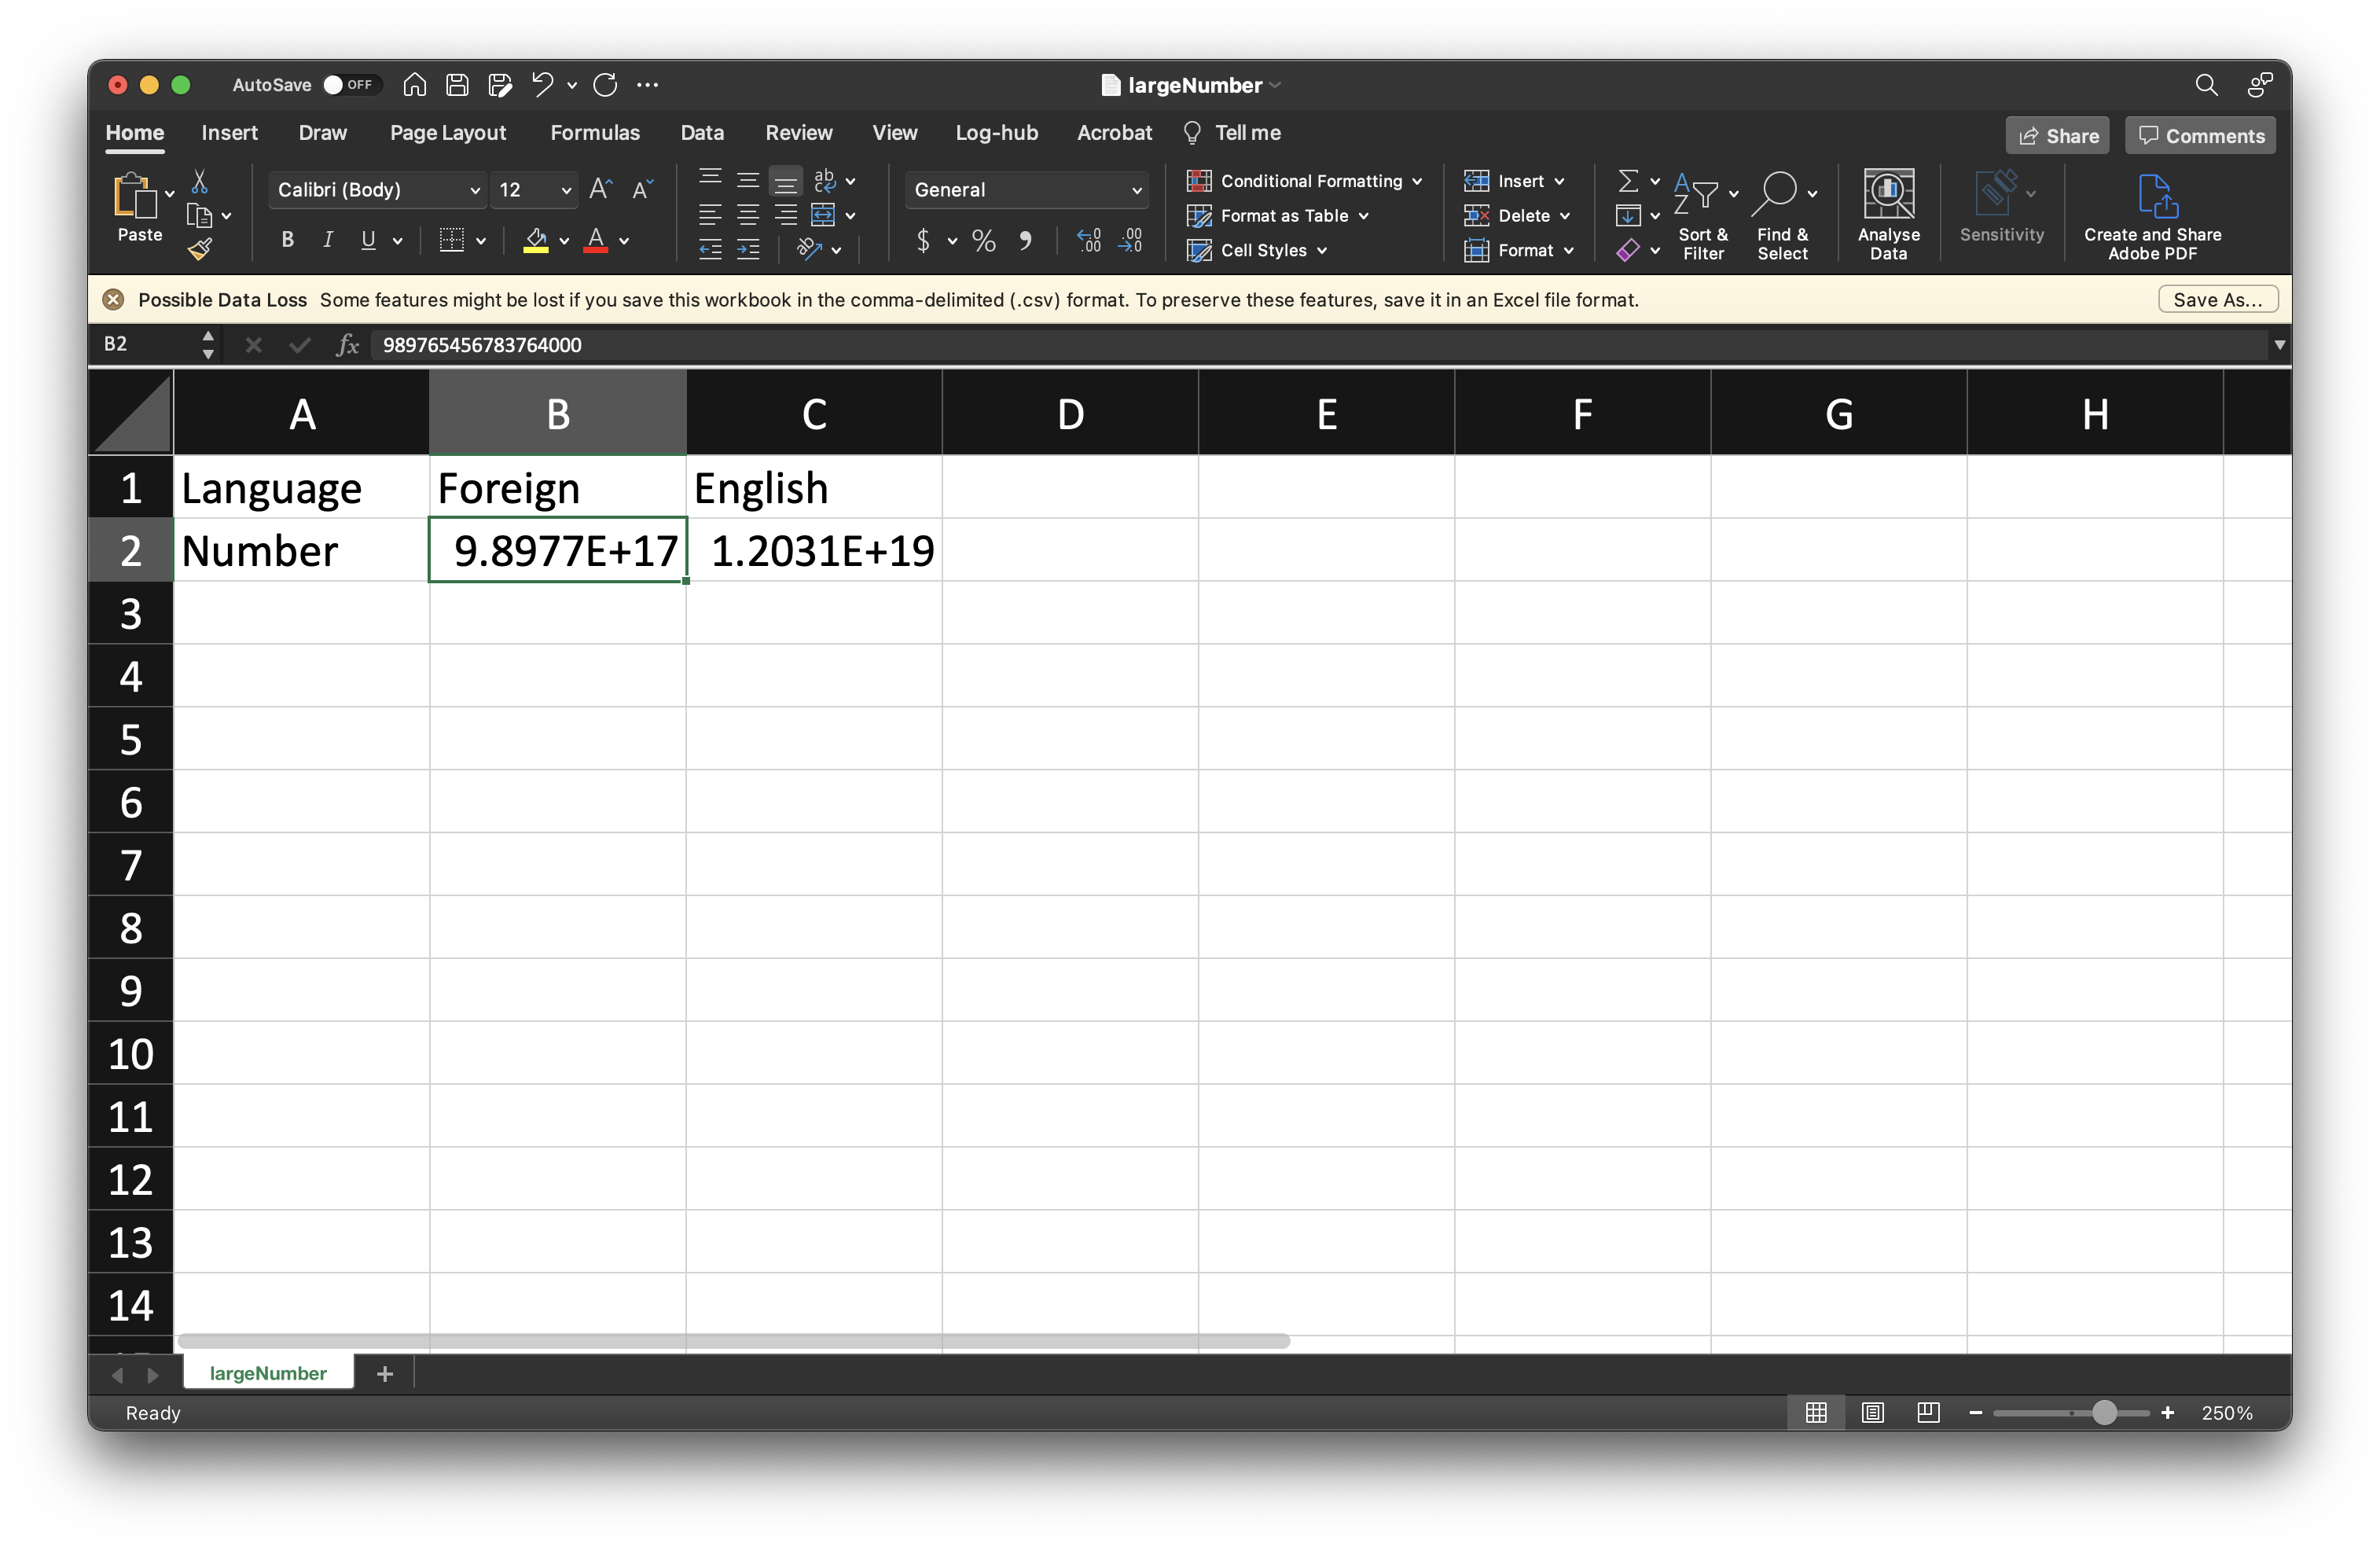 AutoSave OFF largeNumber
Home Insert Draw Page Layout Formulas Data Review View Log-hub Acrobat Tell me Share Comments
Paste
Calibri (Body) 12 A A
B I U A
ab
c
General
$ % , .0 .00 .00 .0
Conditional Formatting
Format as Table
Cell Styles
Insert
Delete
Format
A
Z
Sort &
Filter
Find &
Select
Analyse
Data
Sensitivity
Create and Share
Adobe PDF
Possible Data Loss Some features might be lost if you save this workbook in the comma-delimited (.csv) format. To preserve these features, save it in an Excel file format. Save As...
B2 fx 989765456783764000
A B C D E F G H
1 Language Foreign English
2 Number 9.8977E+17 1.2031E+19
3
4
5
6
7
8
9
10
11
12
13
14
largeNumber +
Ready 250%